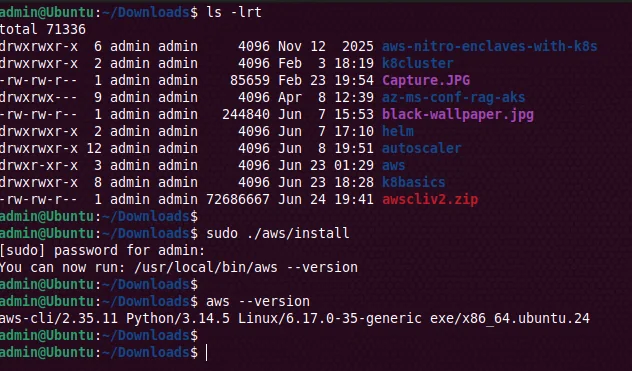 admin@Ubuntu:~/Downloads$ ls -lrt
total 71336
drwxrwxr-x  6 admin admin     4096 Nov 12  2025 aws-nitro-enclaves-with-k8s
drwxrwxr-x  2 admin admin     4096 Feb  3 18:19 k8cluster
-rw-rw-r--  1 admin admin    85659 Feb 23 19:54 Capture.JPG
drwxrwx---  9 admin admin     4096 Apr  8 12:39 az-ms-conf-rag-aks
-rw-rw-r--  1 admin admin   244840 Jun  7 15:53 black-wallpaper.jpg
drwxrwxr-x  2 admin admin     4096 Jun  7 17:10 helm
drwxrwxr-x 12 admin admin     4096 Jun  8 19:51 autoscaler
drwxr-xr-x  3 admin admin     4096 Jun 23 01:29 aws
drwxrwxr-x  8 admin admin     4096 Jun 23 18:28 k8basics
-rw-rw-r--  1 admin admin 72686667 Jun 24 19:41 awscliv2.zip
admin@Ubuntu:~/Downloads$
admin@Ubuntu:~/Downloads$ sudo ./aws/install
[sudo] password for admin:
You can now run: /usr/local/bin/aws --version
admin@Ubuntu:~/Downloads$
admin@Ubuntu:~/Downloads$ aws --version
aws-cli/2.35.11 Python/3.14.5 Linux/6.17.0-35-generic exe/x86_64.ubuntu.24
admin@Ubuntu:~/Downloads$
admin@Ubuntu:~/Downloads$